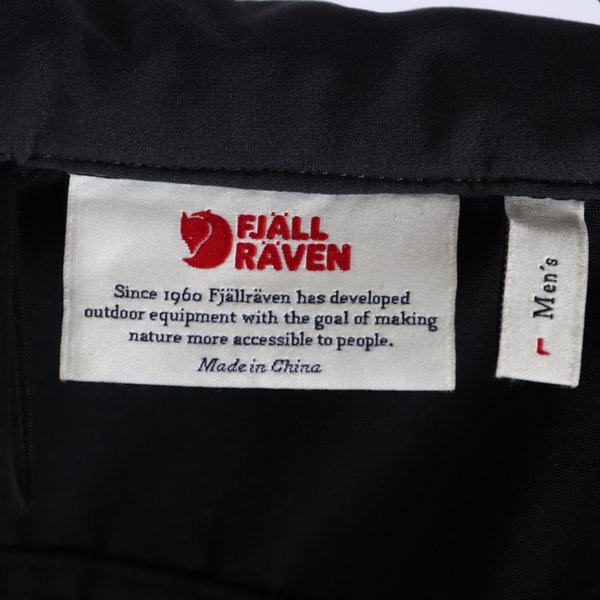 FJÄLL
RÄVEN
Since 1960 Fjällräven has developed
outdoor equipment with the goal of making
nature more accessible to people.
Made in China
Men's
L